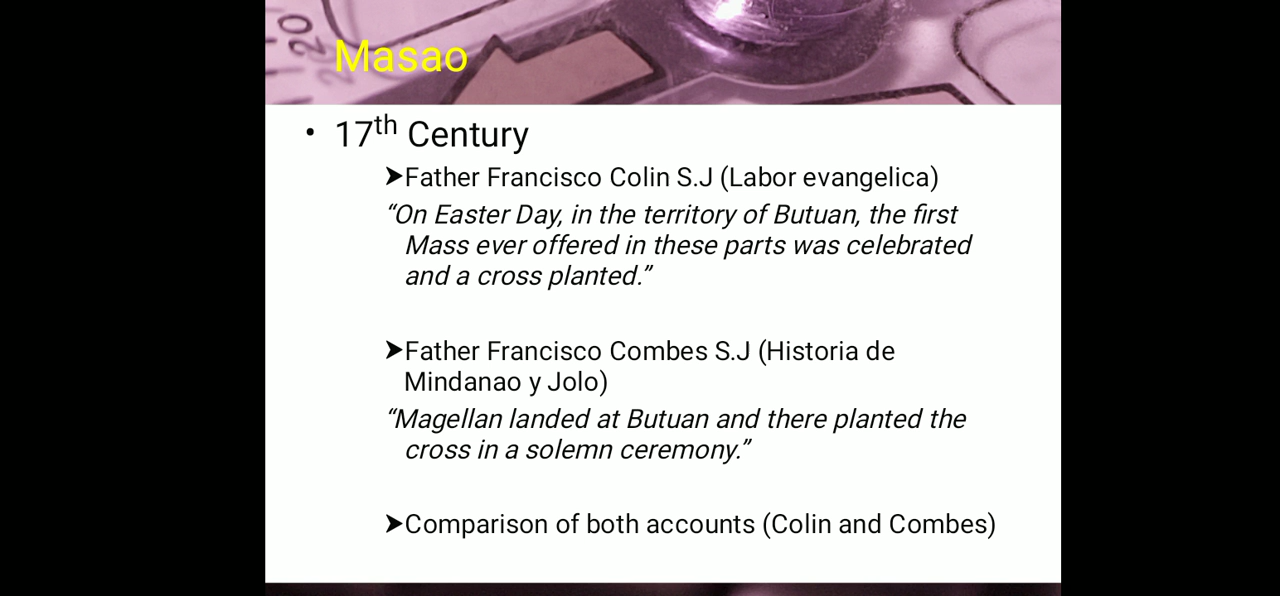 Masao
• 17th Century
➤Father Francisco Colin S.J (Labor evangelica)
“On Easter Day, in the territory of Butuan, the first
Mass ever offered in these parts was celebrated
and a cross planted.”
➤Father Francisco Combes S.J (Historia de
Mindanao y Jolo)
“Magellan landed at Butuan and there planted the
cross in a solemn ceremony.”
➤Comparison of both accounts (Colin and Combes)